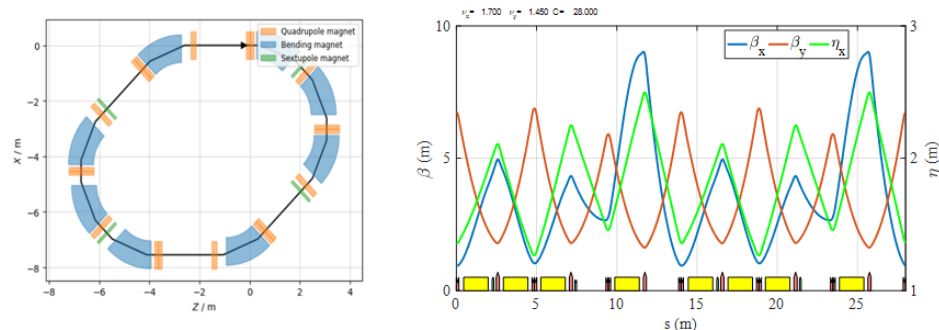 Quadrupole magnet
Bending magnet
Sextupole magnet
0
−2
−4
−6
−8
X / m
−8 −6 −4 −2 0 2 4
Z / m
νx= 1.700 νy= 1.450 C= 28.000
βx βy ηx
10
5
0
β (m)
3
2
1
η (m)
0 5 10 15 20 25
s (m)